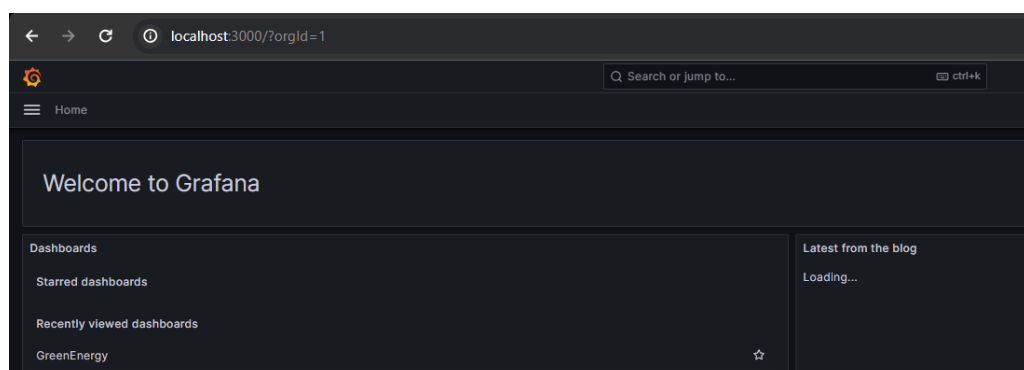 localhost:3000/?orgId=1
Search or jump to...
ctrl+k
Home
Welcome to Grafana
Dashboards
Starred dashboards
Recently viewed dashboards
GreenEnergy
Latest from the blog
Loading...